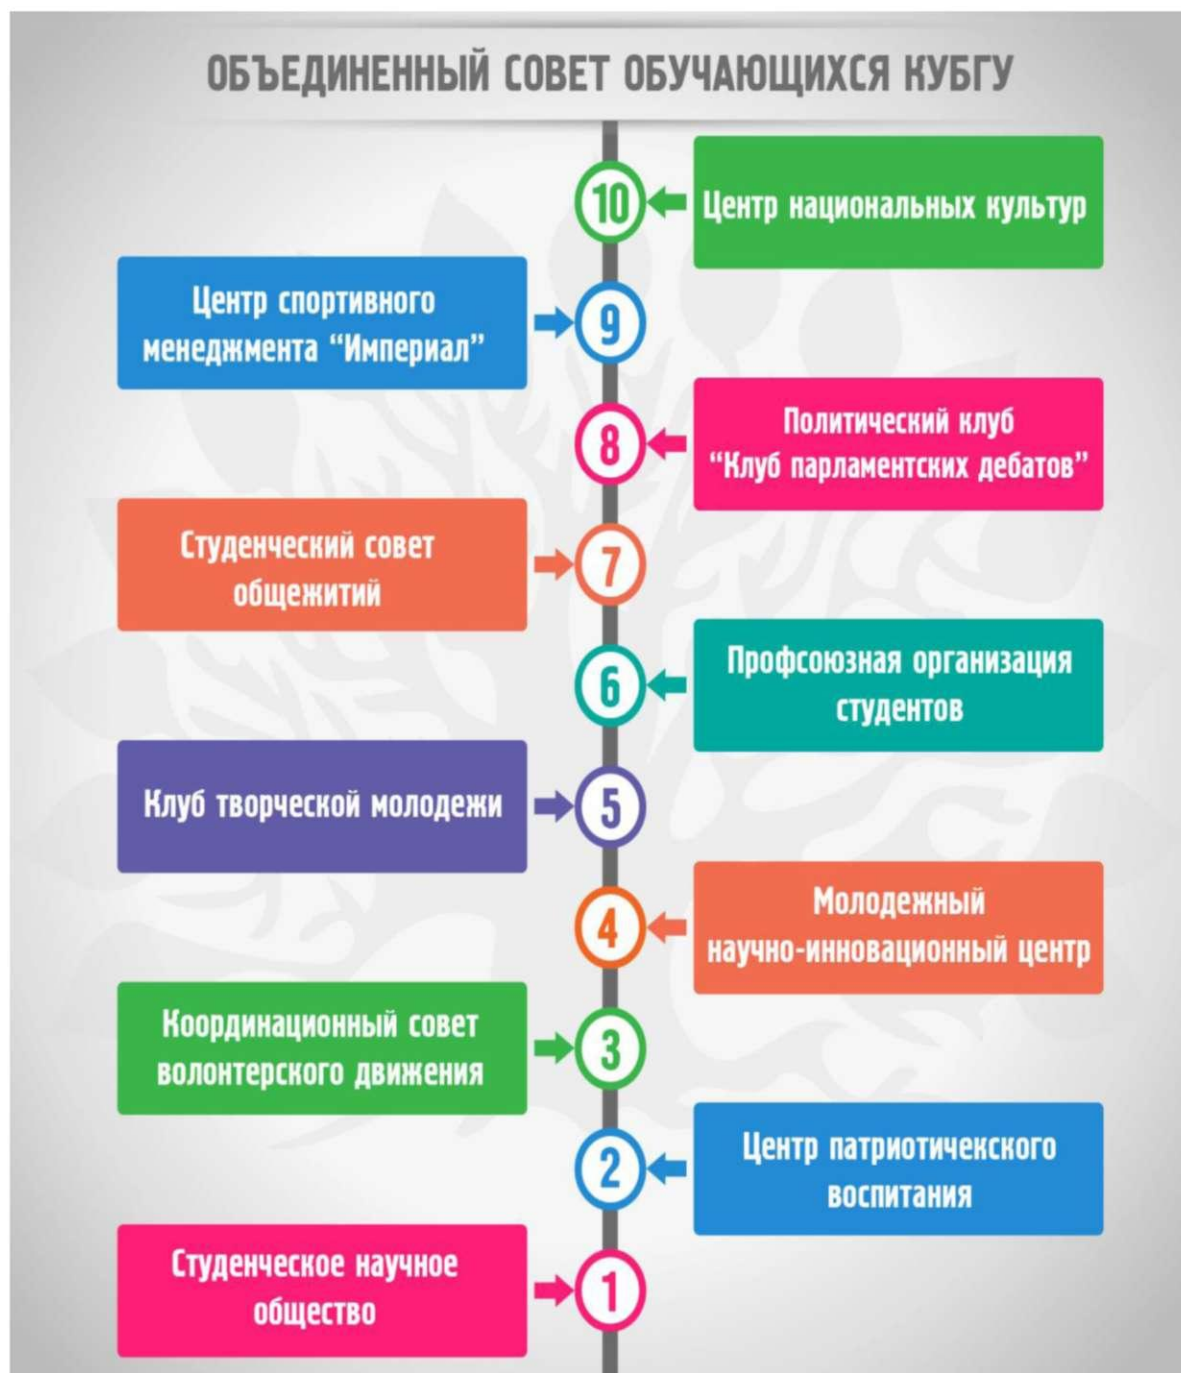 ОБЪЕДИНЕННЫЙ СОВЕТ ОБУЧАЮЩИХСЯ КУБГУ
10
Центр национальных культур
Центр спортивного
менеджмента “Империал”
9
8
Политический клуб
“Клуб парламентских дебатов”
Студенческий совет
общежитий
7
6
Профсоюзная организация
студентов
Клуб творческой молодежи
5
4
Молодежный
научно-инновационный центр
Координационный совет
волонтерского движения
3
2
Центр патриотичекского
воспитания
Студенческое научное
общество
1